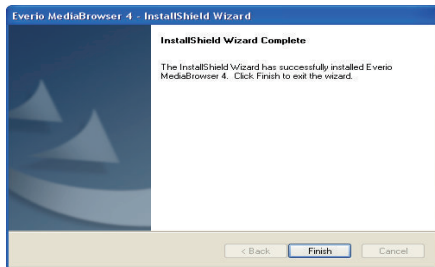 Everio MediaBrowser 4 - InstallShield Wizard
InstallShield Wizard Complete
The InstallShield Wizard has successfully installed Everio
MediaBrowser 4. Click Finish to exit the wizard.
< Back
Finish
Cancel